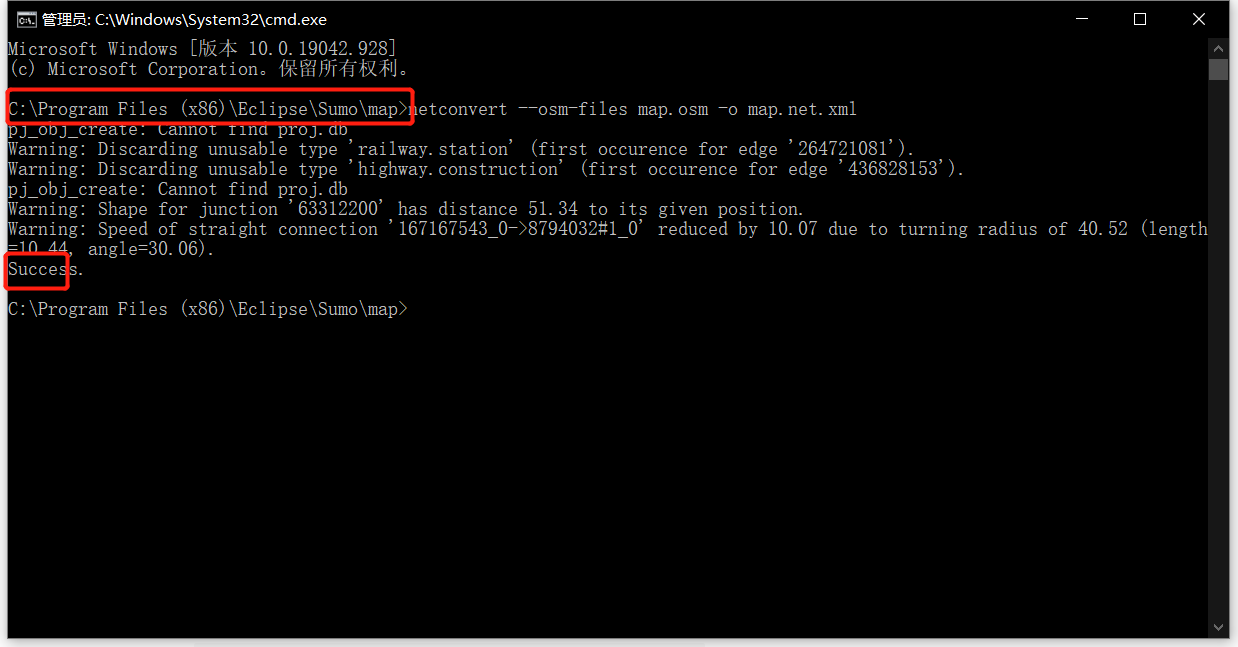 管理员: C:\Windows\System32\cmd.exe
Microsoft Windows [版本 10.0.19042.928]
(c) Microsoft Corporation。保留所有权利。
C:\Program Files (x86)\Eclipse\Sumo\map>netconvert --osm-files map.osm -o map.net.xml
pj_obj_create: Cannot find proj.db
Warning: Discarding unusable type 'railway.station' (first occurence for edge '264721081').
Warning: Discarding unusable type 'highway.construction' (first occurence for edge '436828153').
pj_obj_create: Cannot find proj.db
Warning: Shape for junction '63312200' has distance 51.34 to its given position.
Warning: Speed of straight connection '167167543_0->8794032#1_0' reduced by 10.07 due to turning radius of 40.52 (length
=10.44, angle=30.06).
Success.
C:\Program Files (x86)\Eclipse\Sumo\map>